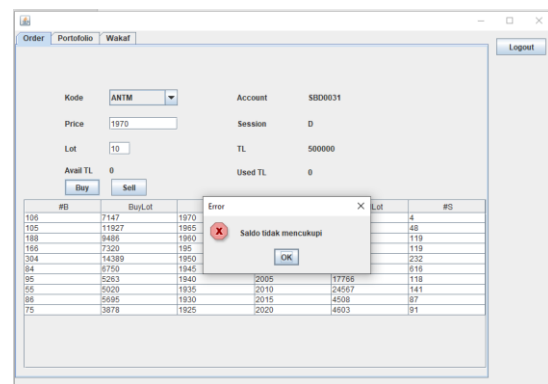 Order Portofolio Wakaf
Logout
Kode ANTM Account SBD0031
Price 1970 Session D
Lot 10 TL 500000
Avail TL 0 Used TL 0
Buy Sell
#B BuyLot Lot #S
Error
Saldo tidak mencukupi
OK
106 7147 1970 4
105 11927 1965 48
188 9486 1960 119
166 7320 195 119
304 14389 1950 232
84 6750 1945 616
95 5263 1940 2005 17766 118
55 5020 1935 2010 24567 141
86 5695 1930 2015 4508 87
75 3878 1925 2020 4603 91